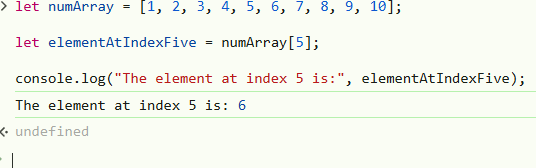 let numArray = [1, 2, 3, 4, 5, 6, 7, 8, 9, 10];
let elementAtIndexFive = numArray[5];
console.log("The element at index 5 is:", elementAtIndexFive);
The element at index 5 is: 6
undefined